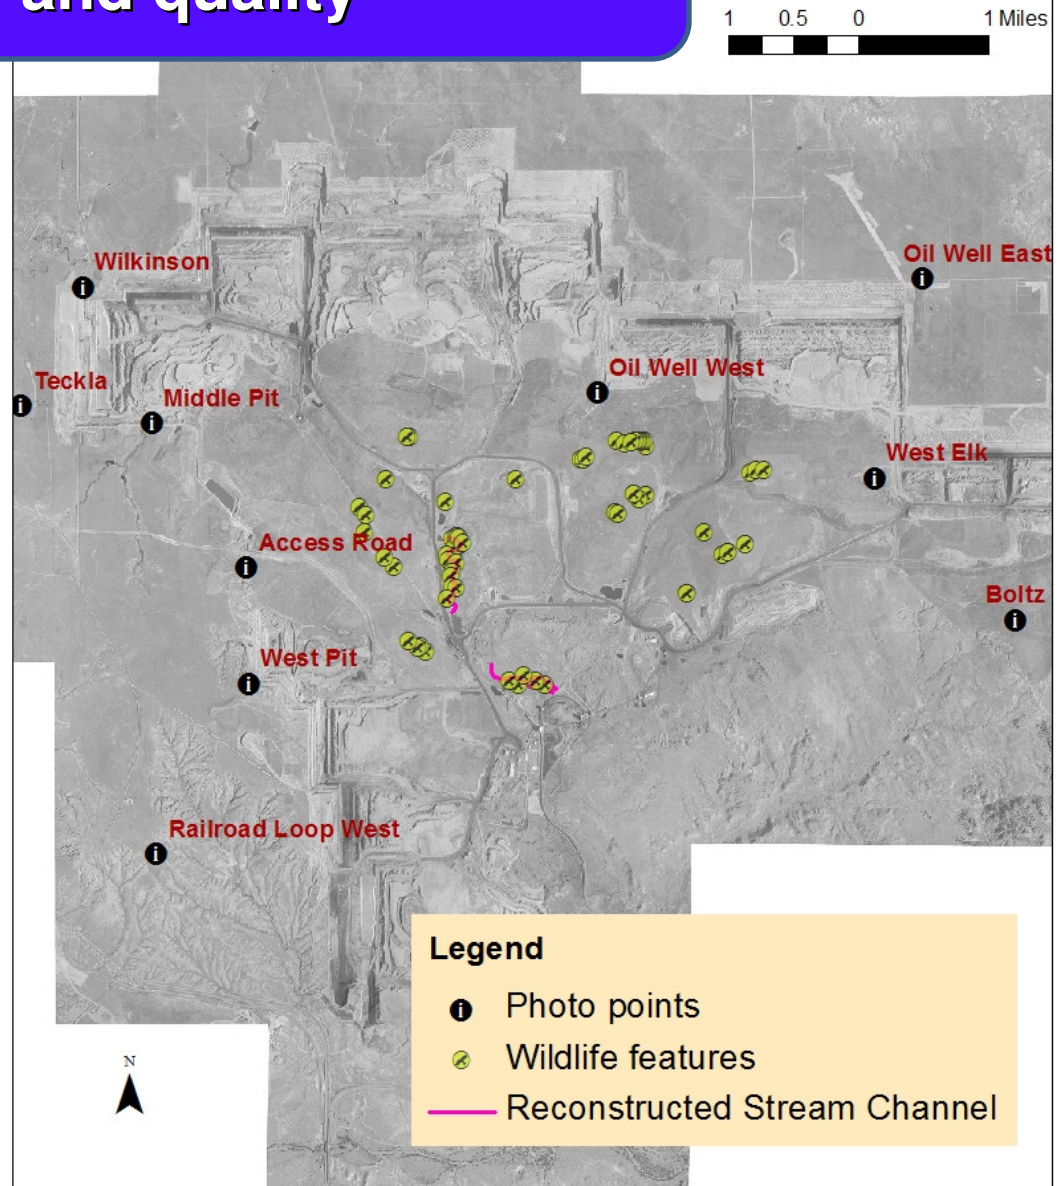 and quality
1 0.5 0 1 Miles
Wilkinson
Oil Well East
Teckla
Middle Pit
Oil Well West
West Elk
Access Road
Boltz
West Pit
Railroad Loop West
Legend
i Photo points
Wildlife features
Reconstructed Stream Channel
N